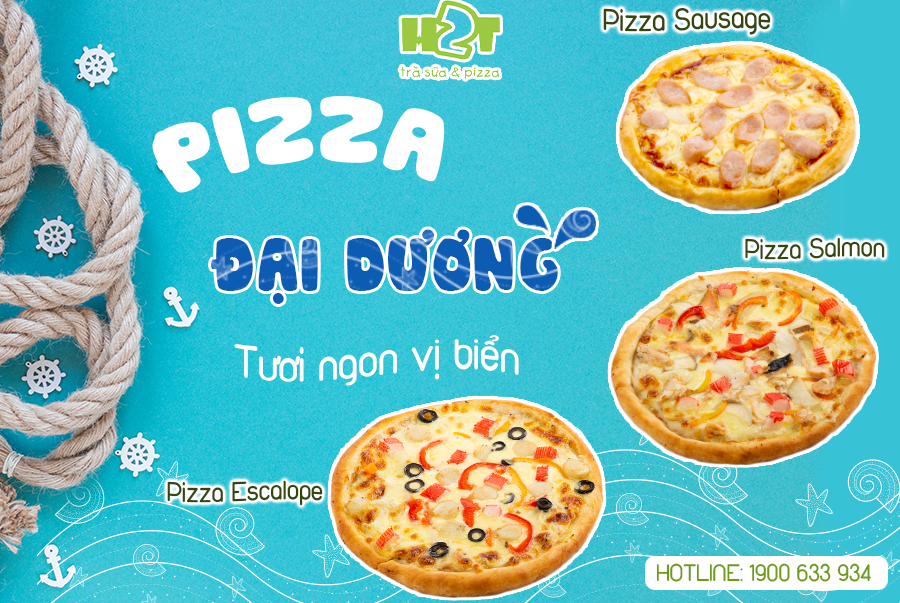 H2T
trà sữa & pizza
Pizza Sausage
PIZZA
ĐẠI DƯƠNG
Pizza Salmon
Tươi ngon vị biển
Pizza Escalope
HOTLINE: 1900 633 934